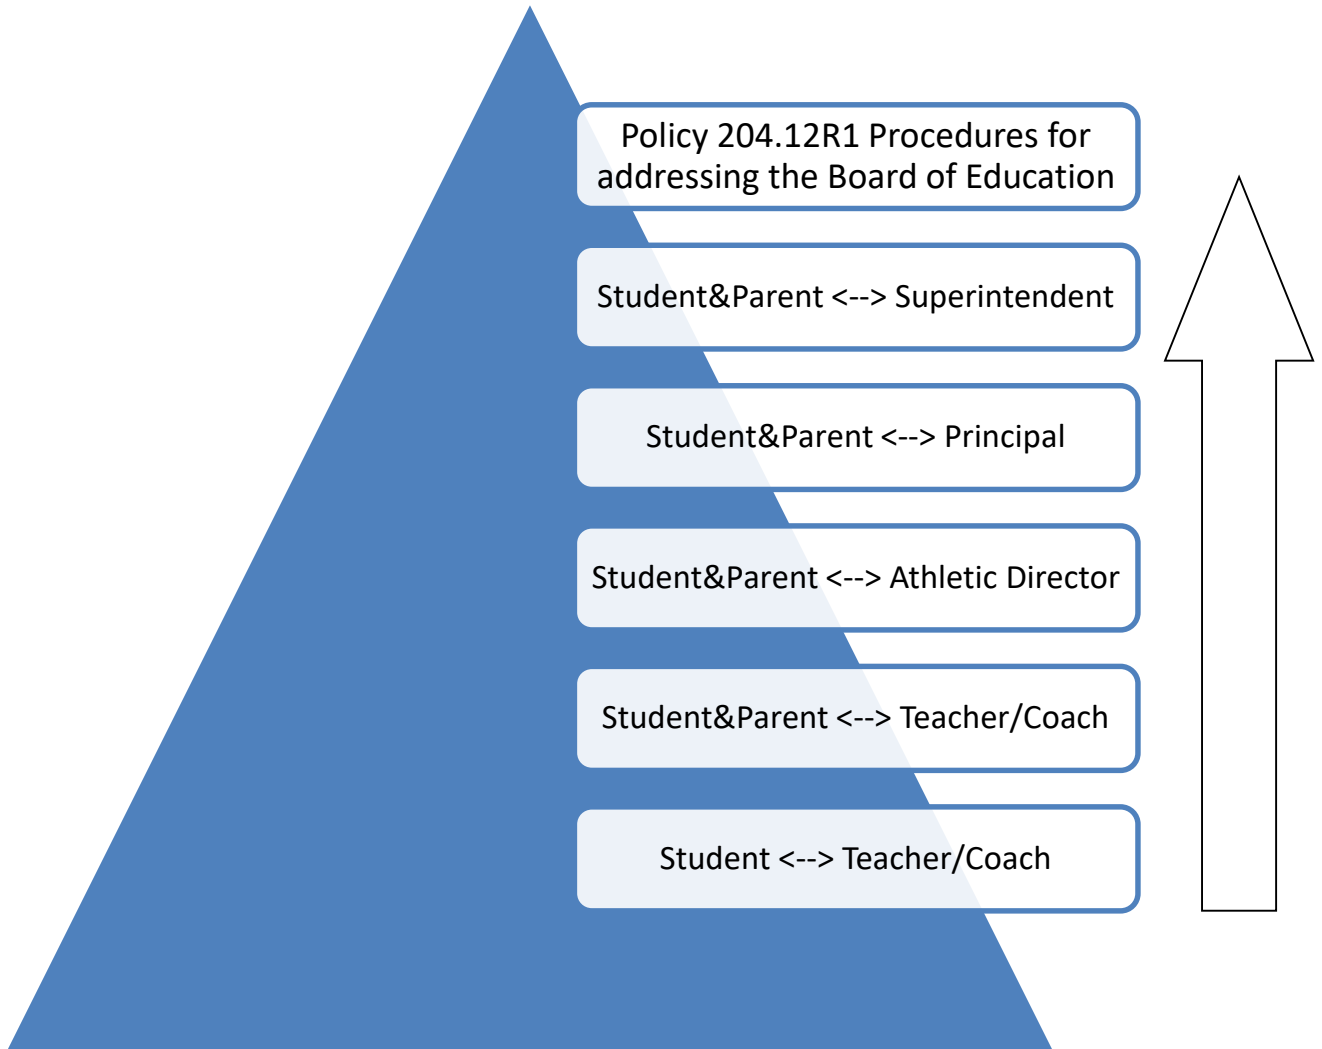 Policy 204.12R1 Procedures for
addressing the Board of Education
Student&Parent <--> Superintendent
Student&Parent <--> Principal
Student&Parent <--> Athletic Director
Student&Parent <--> Teacher/Coach
Student <--> Teacher/Coach